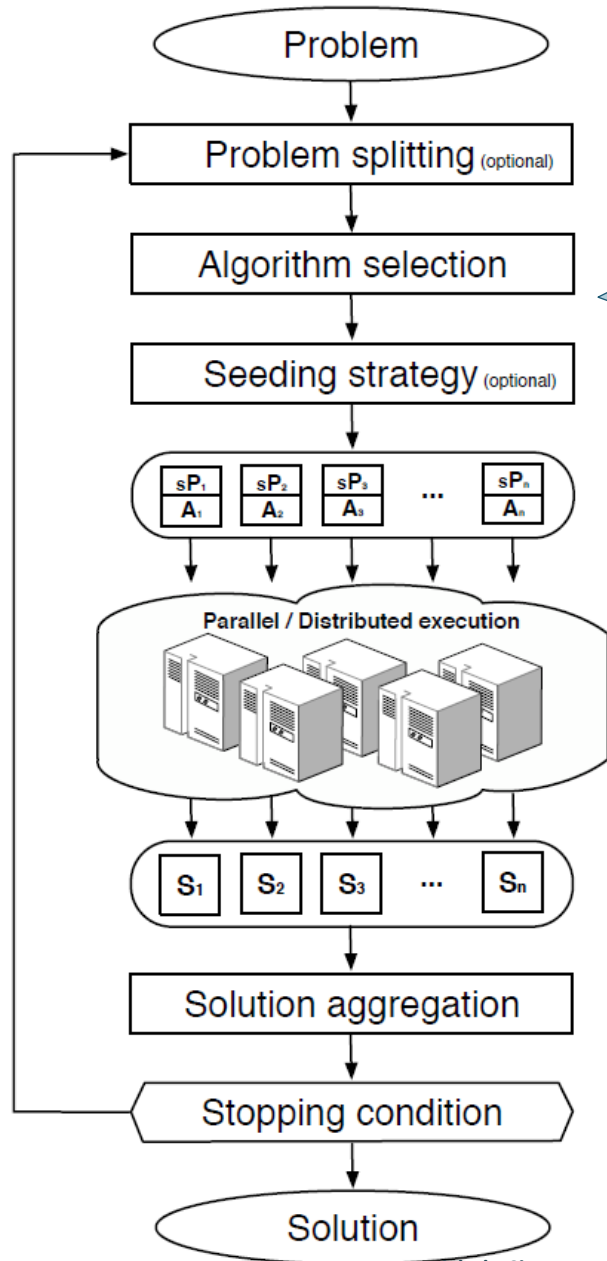 Problem
Problem splitting (optional)
Algorithm selection
Seeding strategy (optional)
sP₁ sP₂ sP₃ ... sPₙ
A₁ A₂ A₃ Aₙ
Parallel / Distributed execution
S₁ S₂ S₃ ... Sₙ
Solution aggregation
Stopping condition
Solution